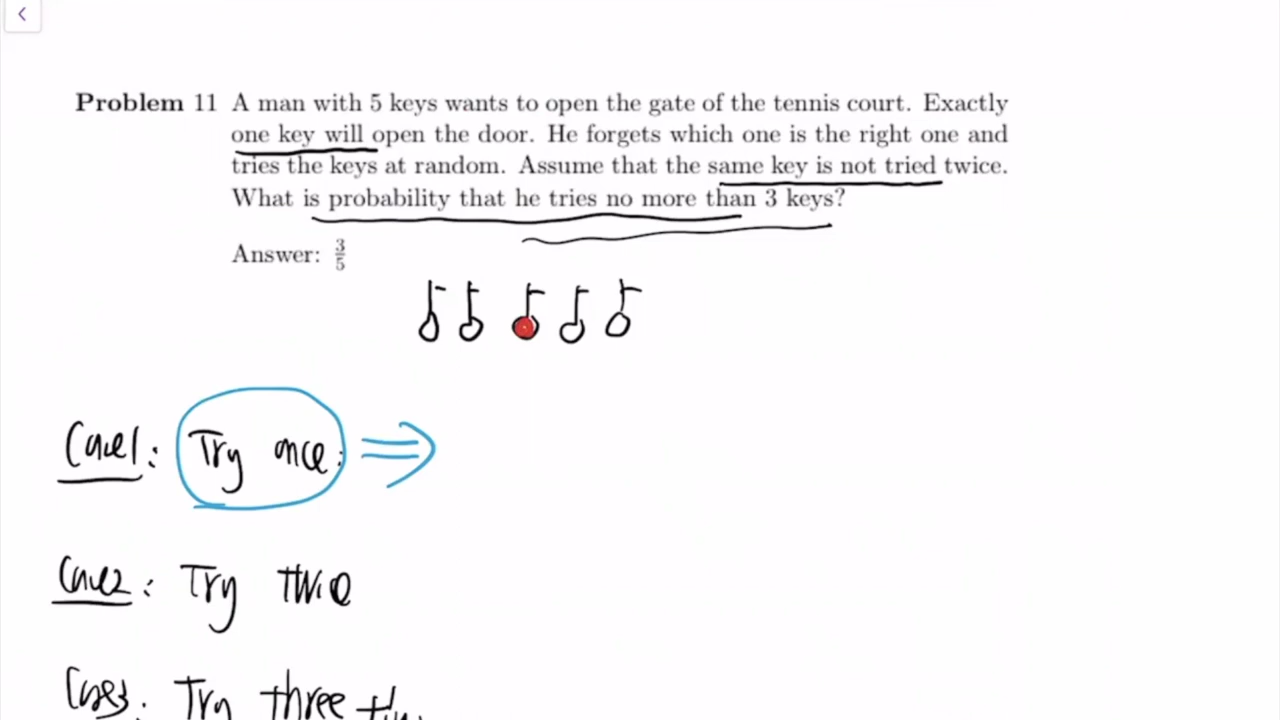 Problem 11 A man with 5 keys wants to open the gate of the tennis court. Exactly
one key will open the door. He forgets which one is the right one and
tries the keys at random. Assume that the same key is not tried twice.
What is probability that he tries no more than 3 keys?
Answer: 3/5
Case1: Try once:
Case2: Try twice
Case3: Try three